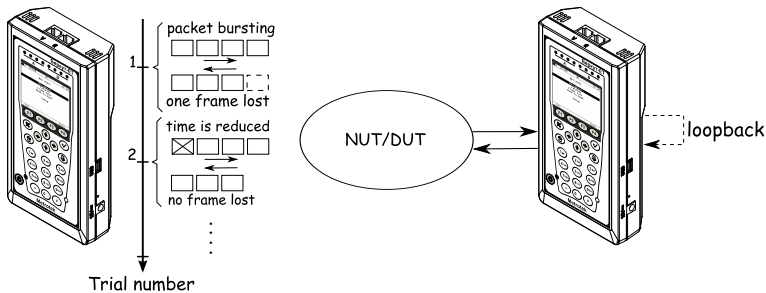 packet bursting
1
one frame lost
time is reduced
2
no frame lost
Trial number
NUT/DUT
loopback